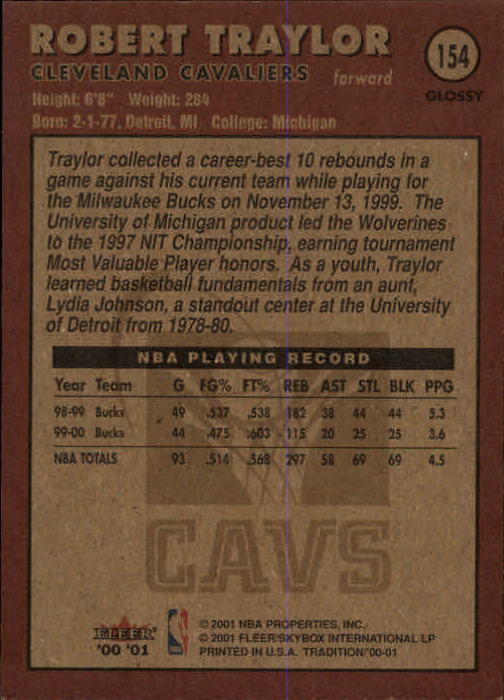 ROBERT TRAYLOR
154
CLEVELAND CAVALIERS forward
GLOSSY
Height: 6'8" Weight: 284
Born: 2-1-77, Detroit, MI College: Michigan
Traylor collected a career-best 10 rebounds in a
game against his current team while playing for
the Milwaukee Bucks on November 13, 1999. The
University of Michigan product led the Wolverines
to the 1997 NIT Championship, earning tournament
Most Valuable Player honors. As a youth, Traylor
learned basketball fundamentals from an aunt,
Lydia Johnson, a standout center at the University
of Detroit from 1978-80.
NBA PLAYING RECORD
Year Team G FG% FT% REB AST STL BLK PPG
98-99 Bucks 49 .537 .538 182 38 44 44 5.3
99-00 Bucks 44 .475 .603 115 20 25 25 3.6
NBA TOTALS 93 .514 .568 297 58 69 69 4.5
CAVS
FLEER
'00 '01
© 2001 NBA PROPERTIES, INC.
© 2001 FLEER/SKYBOX INTERNATIONAL LP
PRINTED IN U.S.A. TRADITION/'00-01